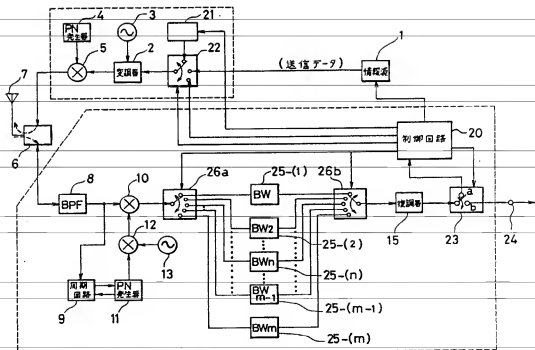 4
3
21
1
PN
発生器
2
5
変調器
22
(送信データ)
情報源
7
6
制御回路
20
8
10
26a
25-(1)
26b
BPF
BW
12
BW2
25-(2)
復調器
a
b
13
15
23
24
BWn
25-(n)
同期
回路
PN
発生器
BW
m-1
9
11
25-(m-1)
BWm
25-(m)